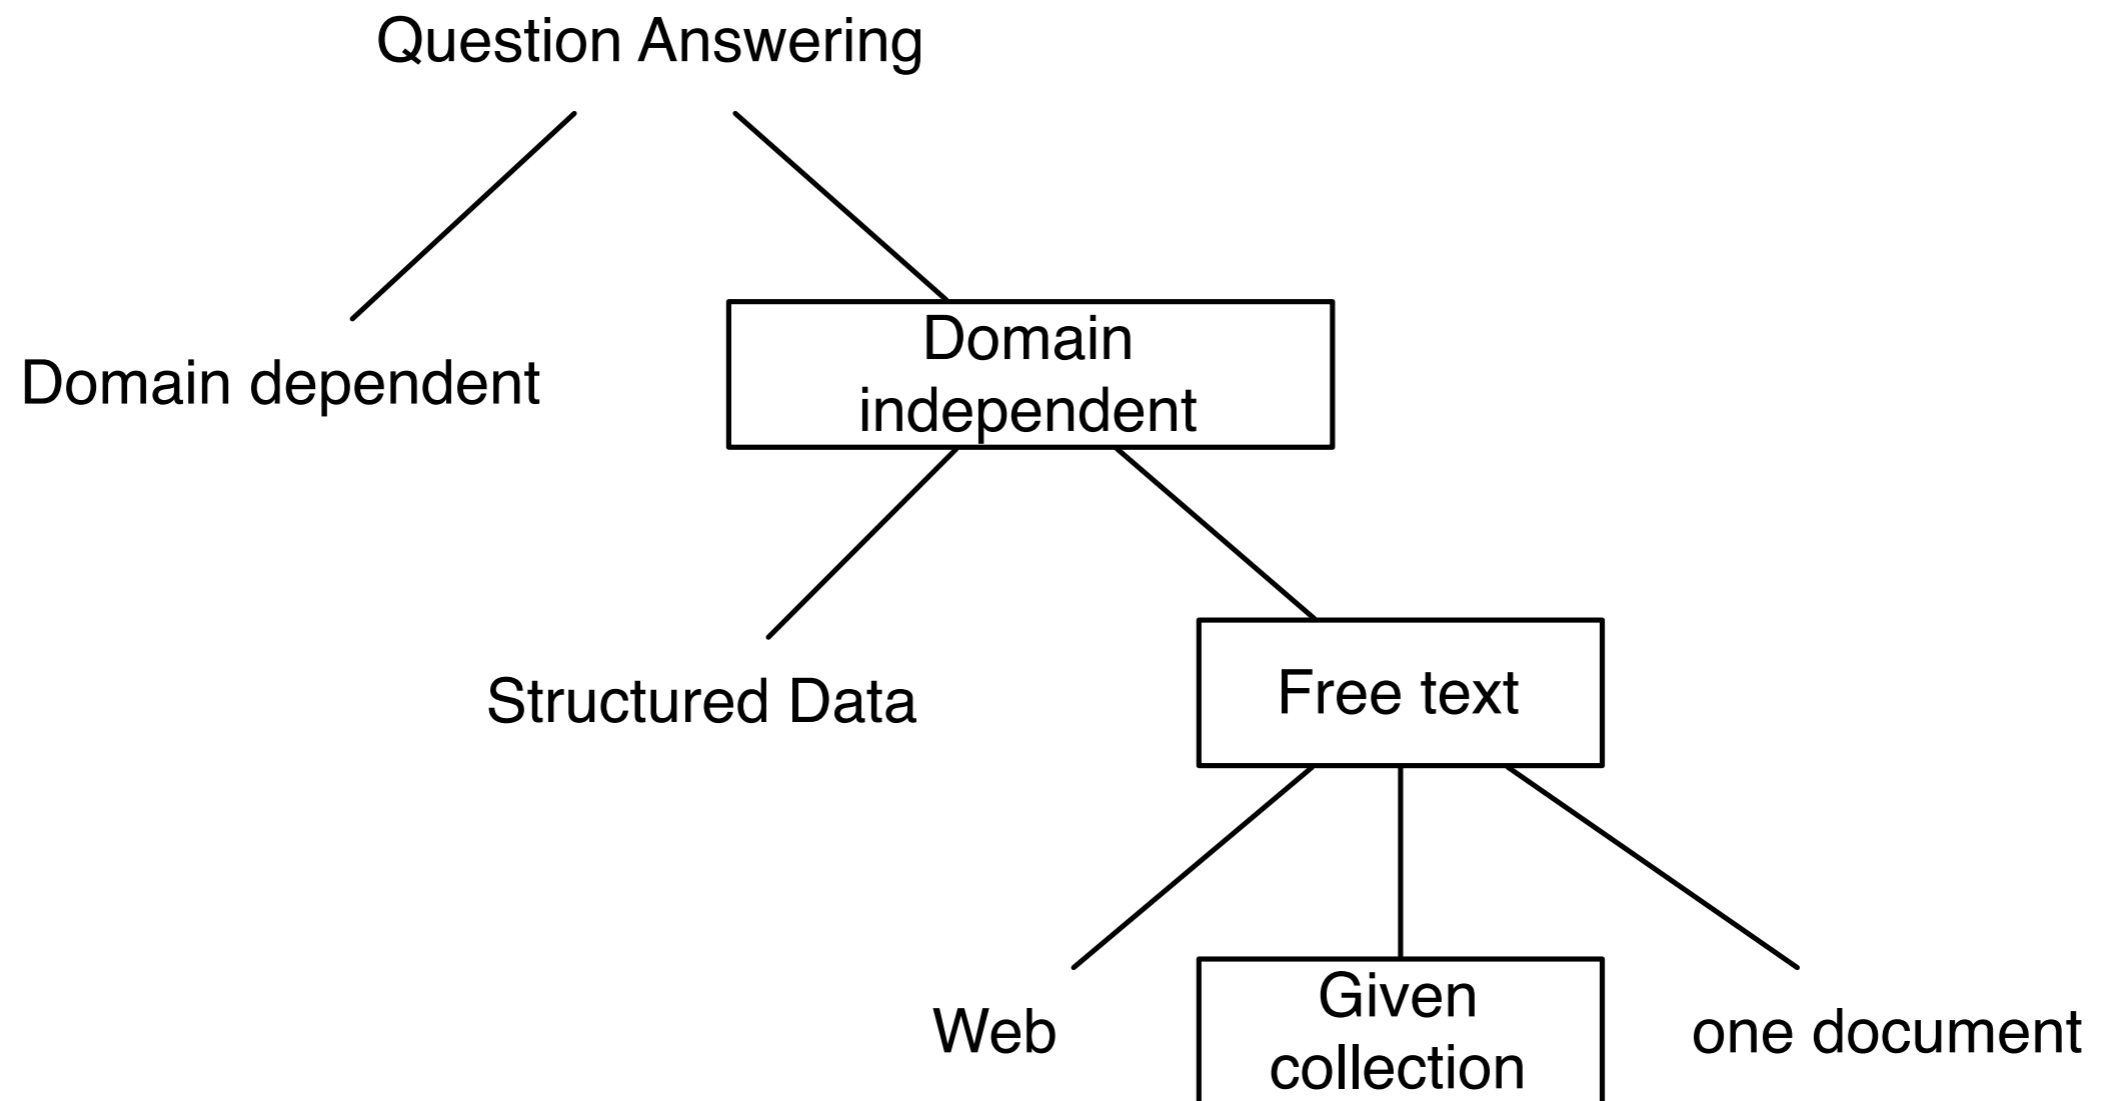 Question Answering
Domain dependent
Domain
independent
Structured Data
Free text
Web
Given
collection
one document